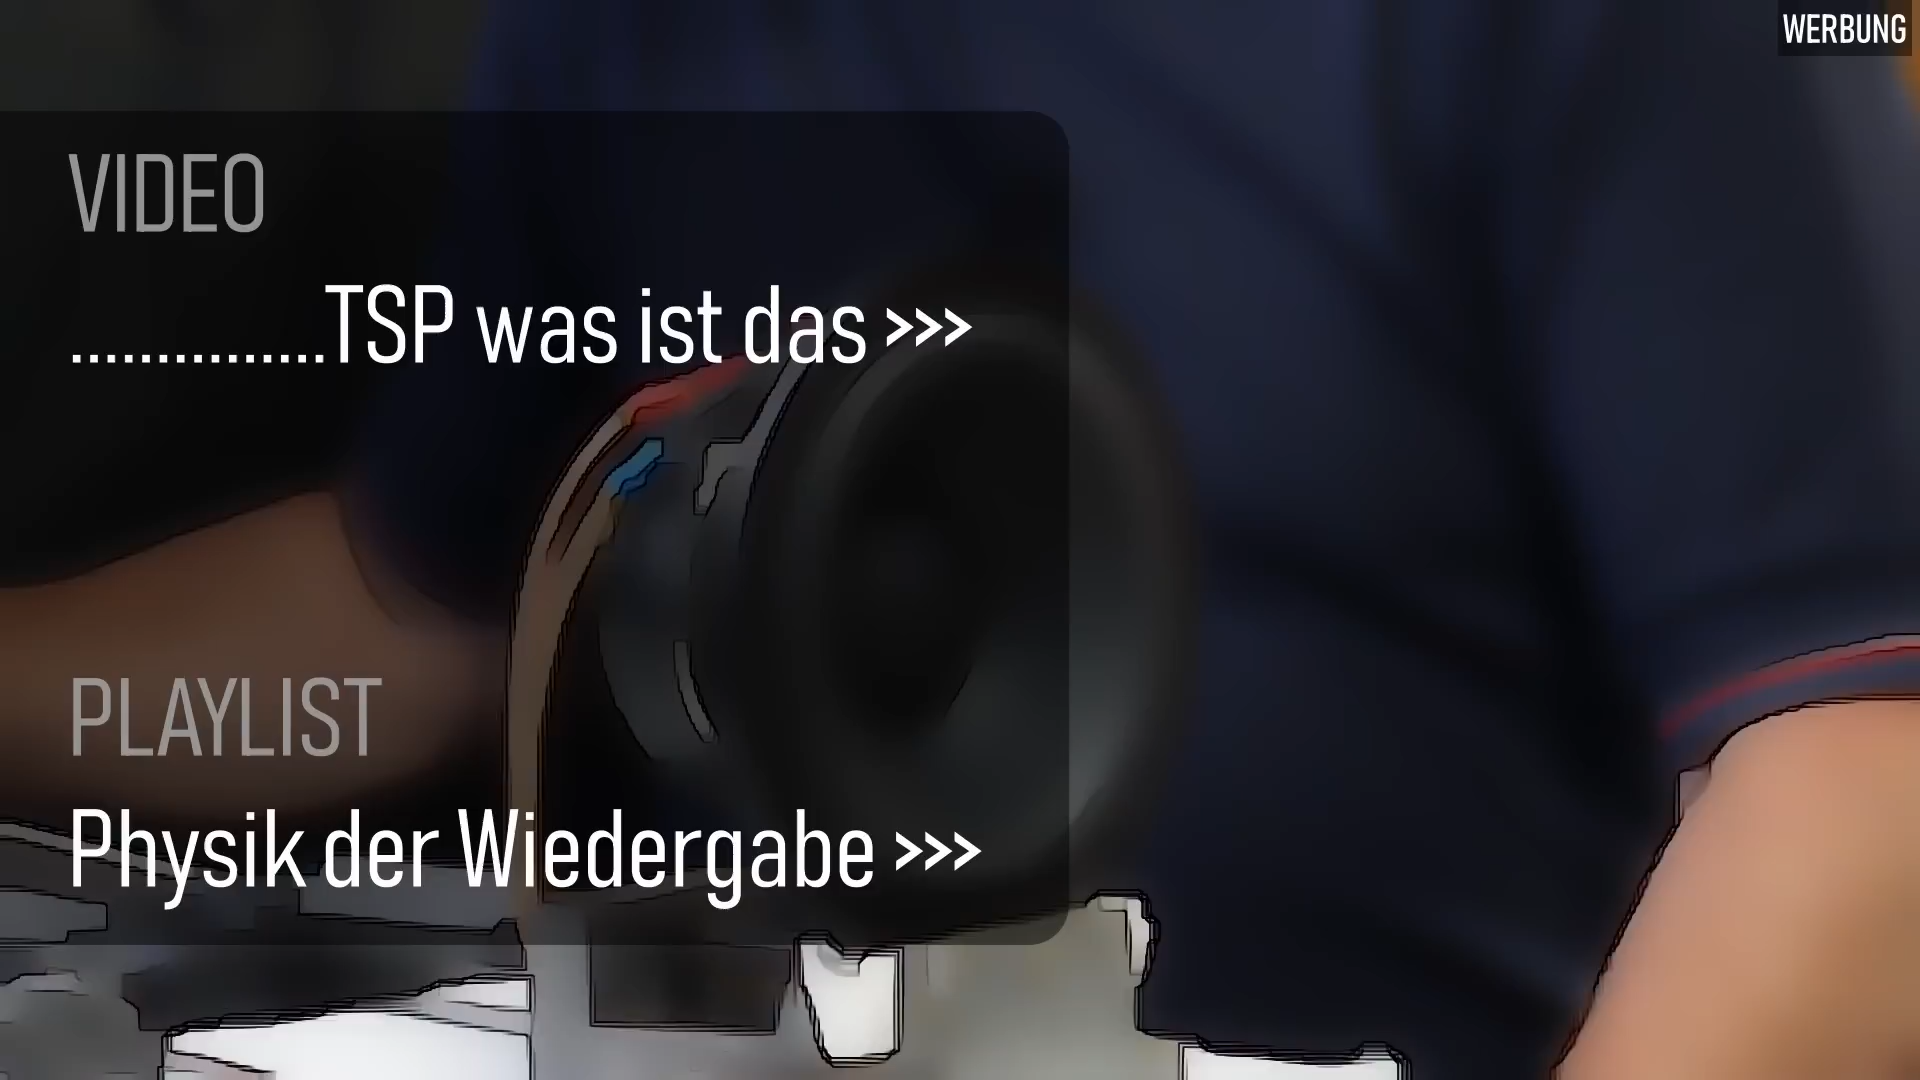 WERBUNG
VIDEO
...............TSP was ist das >>>
PLAYLIST
Physik der Wiedergabe >>>